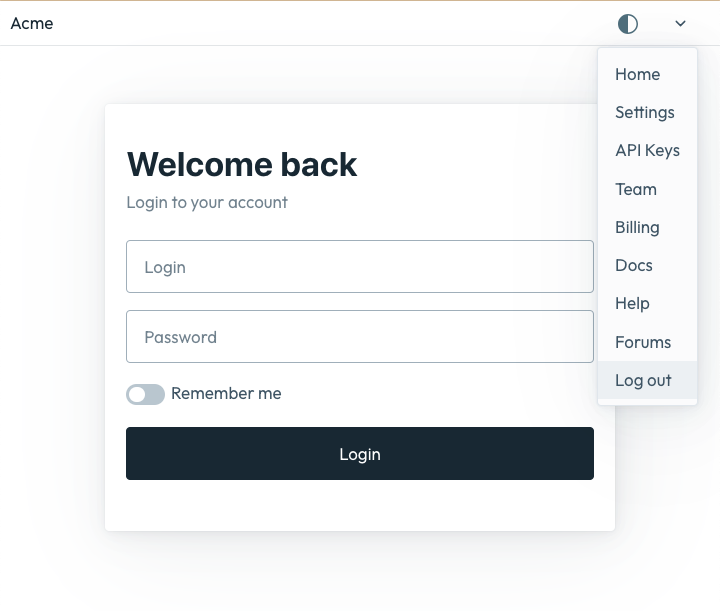 Acme
Home
Settings
API Keys
Team
Billing
Docs
Help
Forums
Log out
Welcome back
Login to your account
Login
Password
Remember me
Login